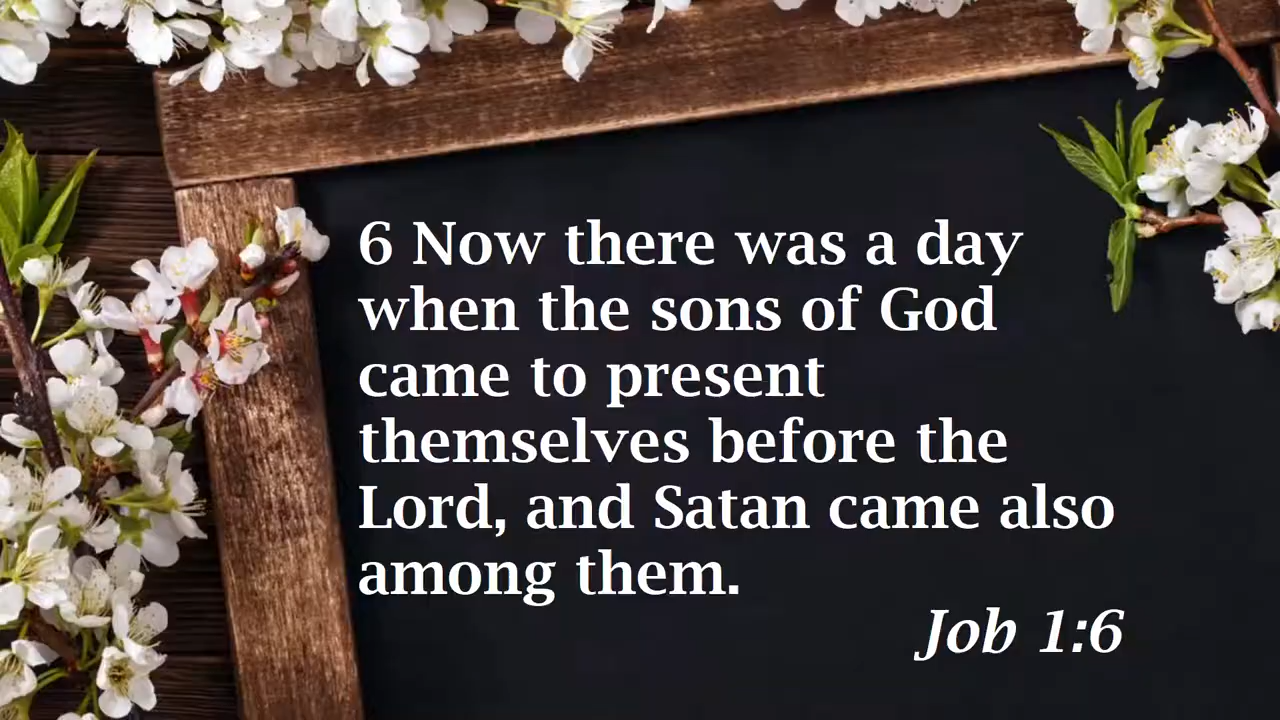 6 Now there was a day
when the sons of God
came to present
themselves before the
Lord, and Satan came also
among them.
Job 1:6